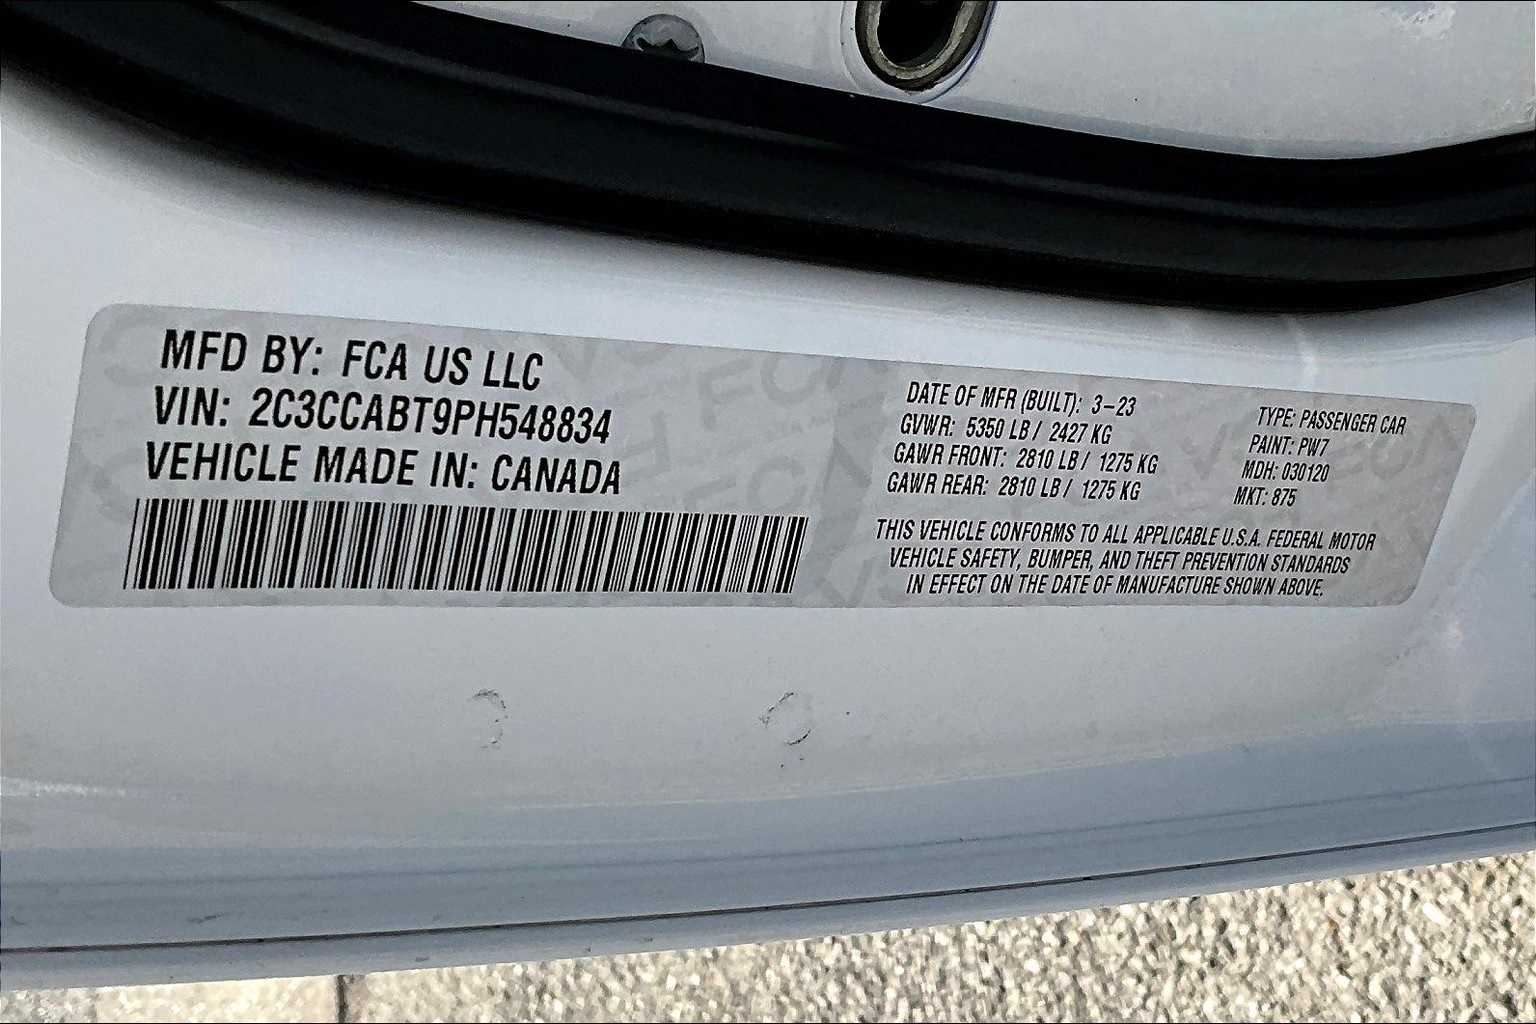 MFD BY: FCA US LLC
VIN: 2C3CCABT9PH548834
VEHICLE MADE IN: CANADA
DATE OF MFR (BUILT): 3-23
GVWR: 5350 LB / 2427 KG
GAWR FRONT: 2810 LB / 1275 KG
GAWR REAR: 2810 LB / 1275 KG
TYPE: PASSENGER CAR
PAINT: PW7
MDH: 030120
MKT: 875
THIS VEHICLE CONFORMS TO ALL APPLICABLE U.S.A. FEDERAL MOTOR
VEHICLE SAFETY, BUMPER, AND THEFT PREVENTION STANDARDS
IN EFFECT ON THE DATE OF MANUFACTURE SHOWN ABOVE.